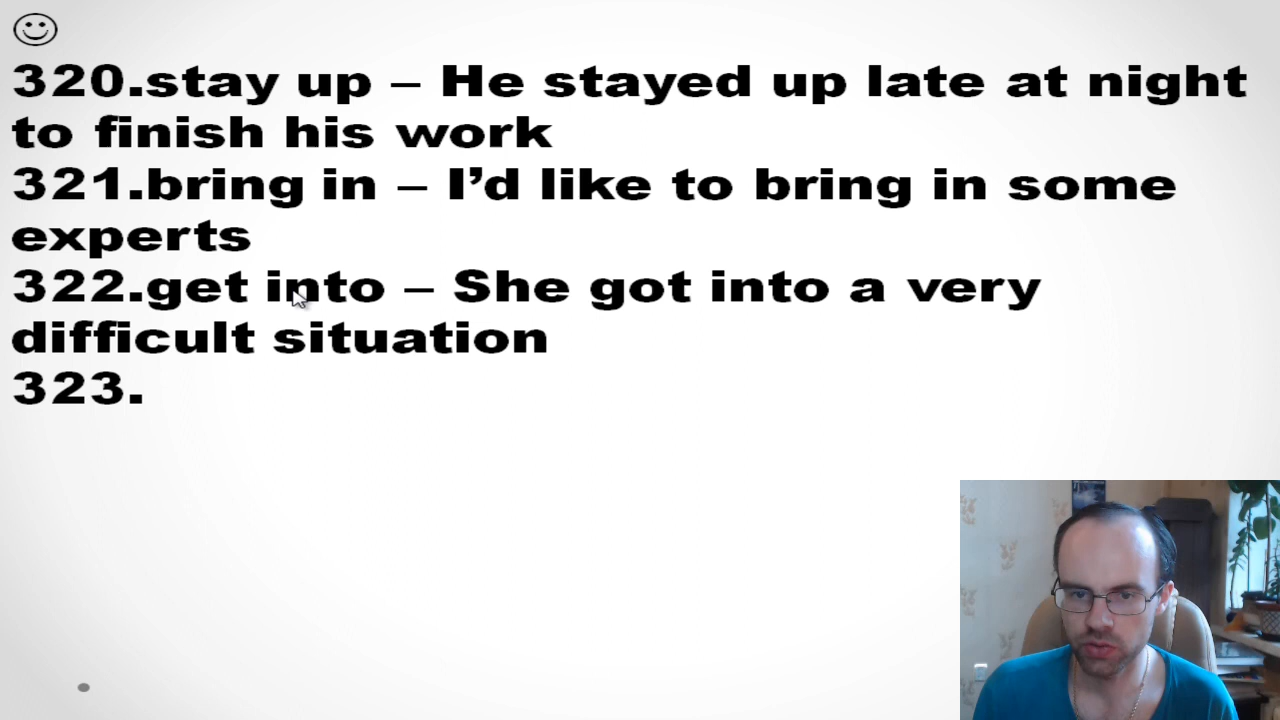 320.stay up – He stayed up late at night
to finish his work
321.bring in – I’d like to bring in some
experts
322.get into – She got into a very
difficult situation
323.